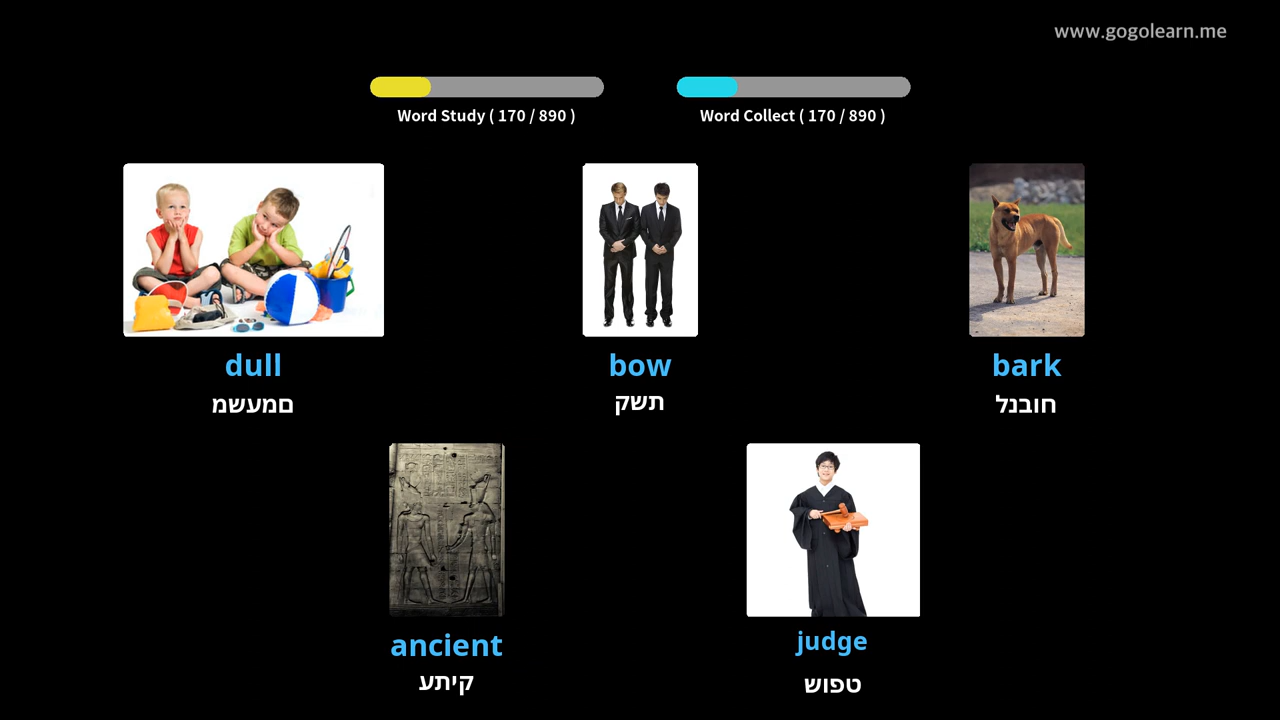 www.gogolearn.me
Word Study ( 170 / 890 )
Word Collect ( 170 / 890 )
dull
םמעשמ
bow
תשק
bark
חובנל
ancient
קיתע
judge
טפוש